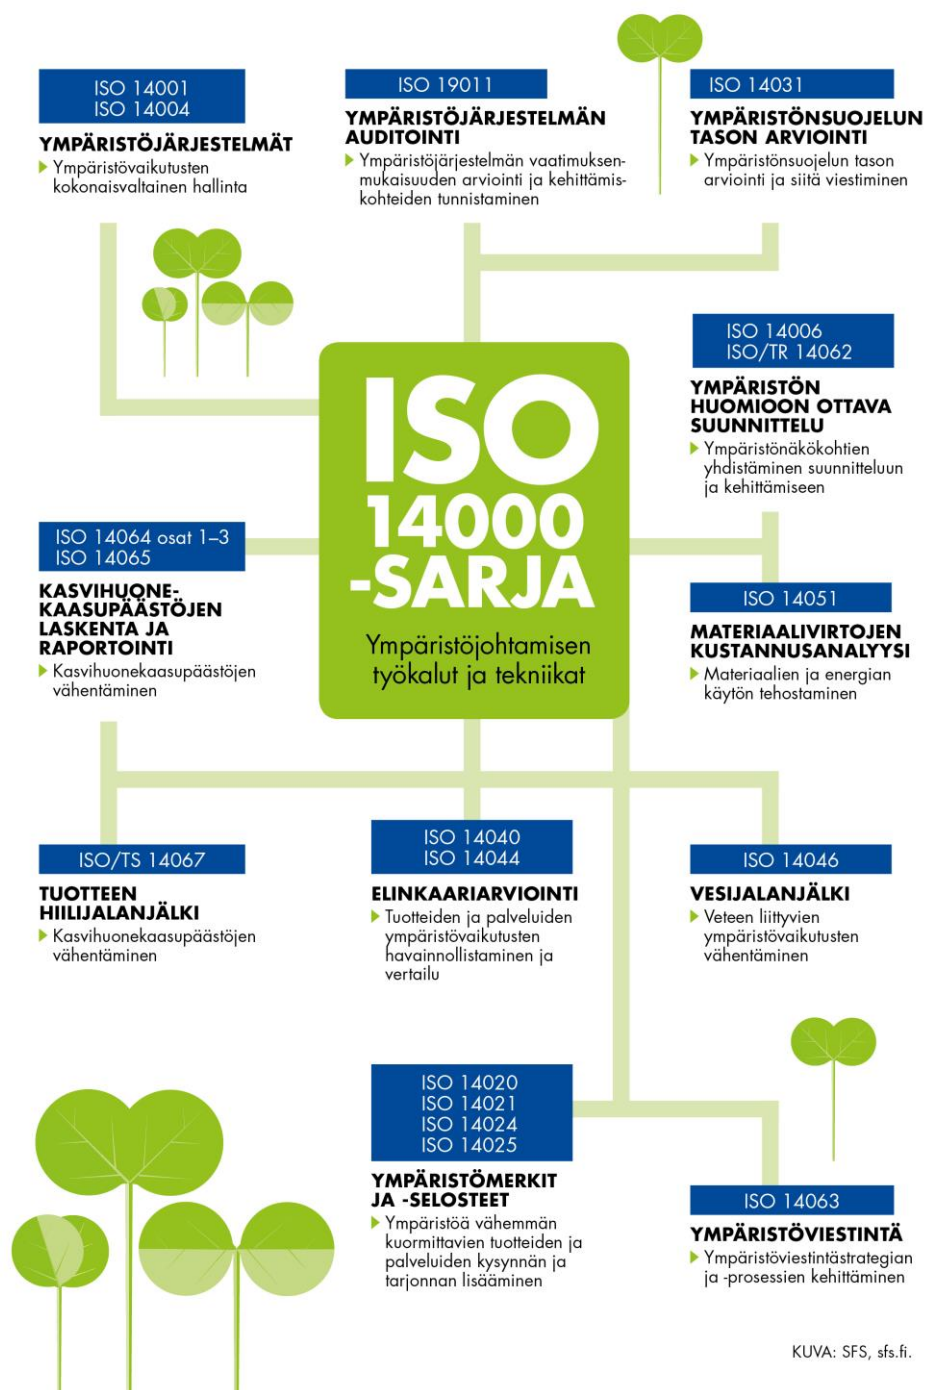 ISO 14001
ISO 14004
YMPÄRISTÖJÄRJESTELMÄT
Ympäristövaikutusten
kokonaisvaltainen hallinta
ISO 19011
YMPÄRISTÖJÄRJESTELMÄN
AUDITOINTI
Ympäristöjärjestelmän vaatimuksen-
mukaisuuden arviointi ja kehittämis-
kohteiden tunnistaminen
ISO 14031
YMPÄRISTÖNSUOJELUN
TASON ARVIOINTI
Ympäristönsuojelun tason
arviointi ja siitä viestiminen
ISO
14000
-SARJA
Ympäristöjohtamisen
työkalut ja tekniikat
ISO 14006
ISO/TR 14062
YMPÄRISTÖN
HUOMIOON OTTAVA
SUUNNITTELU
Ympäristönäkökohtien
yhdistäminen suunnitteluun
ja kehittämiseen
ISO 14064 osat 1–3
ISO 14065
KASVIHUONE-
KAASUPÄÄSTÖJEN
LASKENTA JA
RAPORTOINTI
Kasvihuonekaasupäästöjen
vähentäminen
ISO 14051
MATERIAALIVIRTOJEN
KUSTANNUSANALYYSI
Materiaalien ja energian
käytön tehostaminen
ISO/TS 14067
TUOTTEEN
HIILIJALANJÄLKI
Kasvihuonekaasupäästöjen
vähentäminen
ISO 14040
ISO 14044
ELINKAARIARVIOINTI
Tuotteiden ja palveluiden
ympäristövaikutusten
havainnollistaminen ja
vertailu
ISO 14046
VESIJALANJÄLKI
Veteen liittyvien
ympäristövaikutusten
vähentäminen
ISO 14020
ISO 14021
ISO 14024
ISO 14025
YMPÄRISTÖMERKIT
JA -SELOSTEET
Ympäristöä vähemmän
kuormittavien tuotteiden ja
palveluiden kysynnän ja
tarjonnan lisääminen
ISO 14063
YMPÄRISTÖVIESTINTÄ
Ympäristöviestintästrategian
ja -prosessien kehittäminen
KUVA: SFS, sfs.fi.